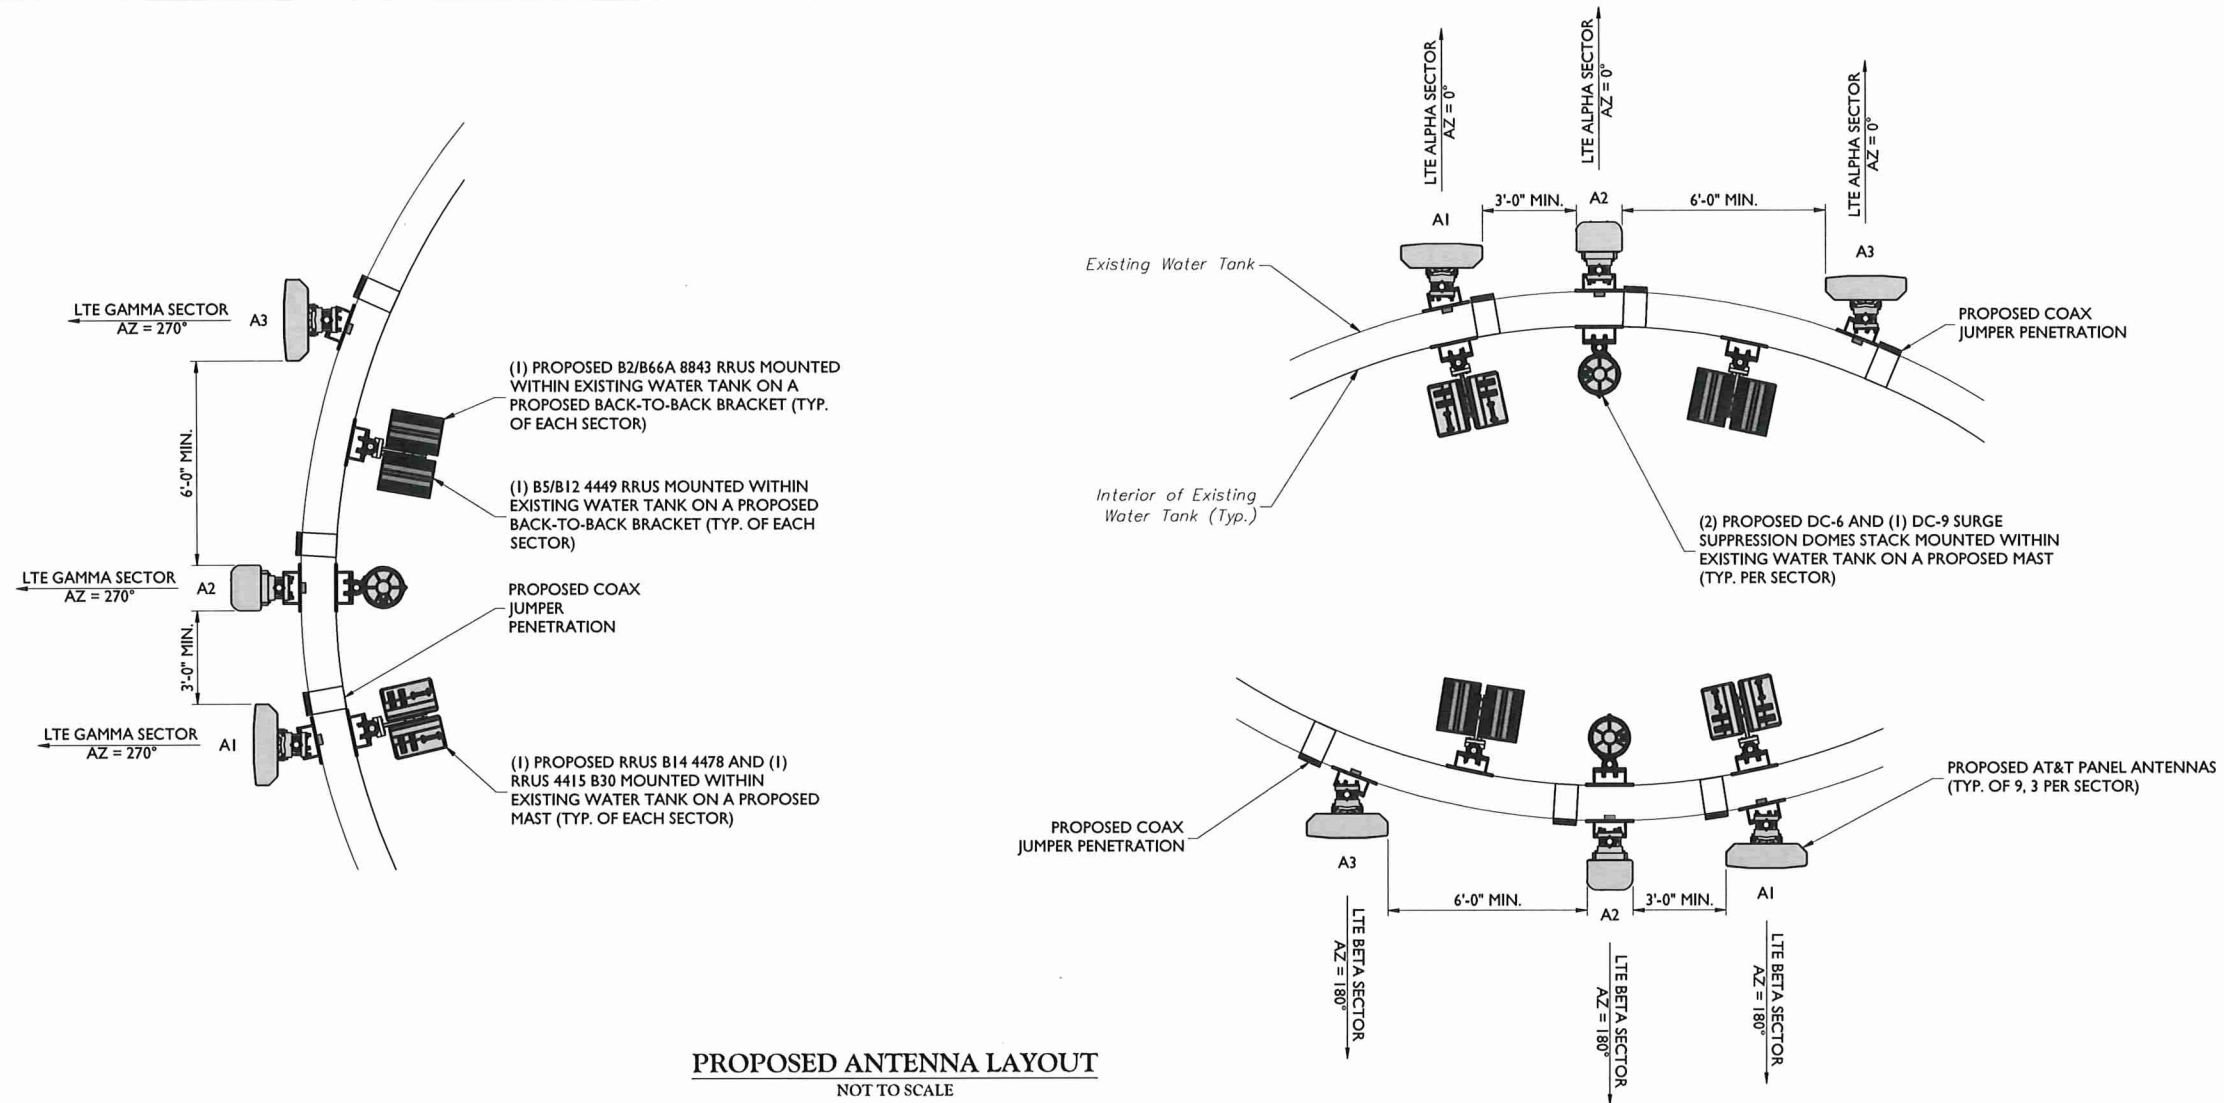 LTE GAMMA SECTOR
AZ = 270°
A3
6'-0" MIN.
LTE GAMMA SECTOR
AZ = 270°
A2
3'-0" MIN.
LTE GAMMA SECTOR
AZ = 270°
A1
(1) PROPOSED B2/B66A 8843 RRUS MOUNTED
WITHIN EXISTING WATER TANK ON A
PROPOSED BACK-TO-BACK BRACKET (TYP.
OF EACH SECTOR)
(1) B5/B12 4449 RRUS MOUNTED WITHIN
EXISTING WATER TANK ON A PROPOSED
BACK-TO-BACK BRACKET (TYP. OF EACH
SECTOR)
PROPOSED COAX
JUMPER
PENETRATION
(1) PROPOSED RRUS B14 4478 AND (1)
RRUS 4415 B30 MOUNTED WITHIN
EXISTING WATER TANK ON A PROPOSED
MAST (TYP. OF EACH SECTOR)
LTE ALPHA SECTOR
AZ = 0°
LTE ALPHA SECTOR
AZ = 0°
LTE ALPHA SECTOR
AZ = 0°
A1
3'-0" MIN.
A2
6'-0" MIN.
A3
Existing Water Tank
PROPOSED COAX
JUMPER PENETRATION
Interior of Existing
Water Tank (Typ.)
(2) PROPOSED DC-6 AND (1) DC-9 SURGE
SUPPRESSION DOMES STACK MOUNTED WITHIN
EXISTING WATER TANK ON A PROPOSED MAST
(TYP. PER SECTOR)
PROPOSED AT&T PANEL ANTENNAS
(TYP. OF 9, 3 PER SECTOR)
PROPOSED COAX
JUMPER PENETRATION
A3
6'-0" MIN.
A2
3'-0" MIN.
A1
LTE BETA SECTOR
AZ = 180°
LTE BETA SECTOR
AZ = 180°
LTE BETA SECTOR
AZ = 180°
PROPOSED ANTENNA LAYOUT
NOT TO SCALE